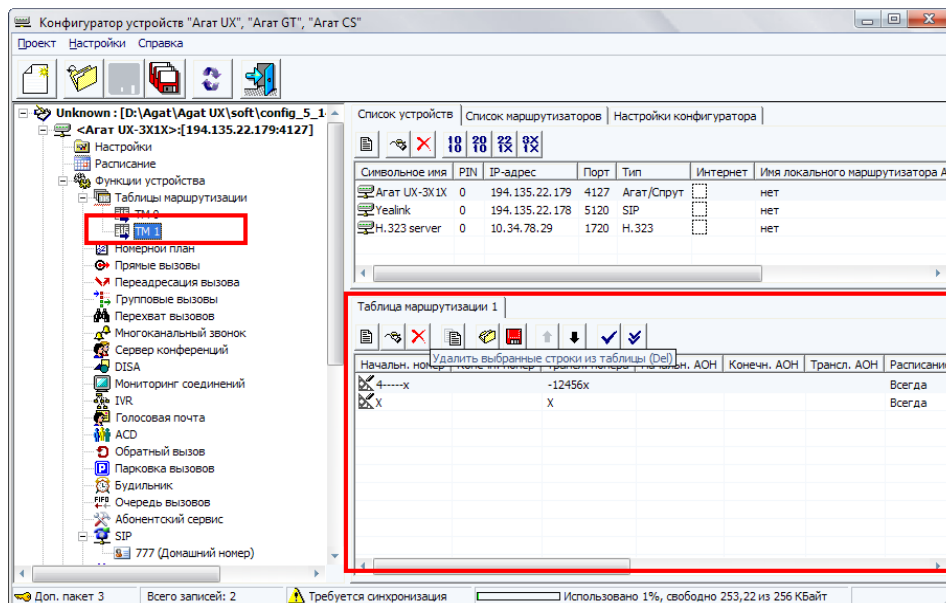 Конфигуратор устройств "Агат UX", "Агат GT", "Агат CS"
Проект Настройки Справка
Unknown : [D:\Agat\Agat UX\soft\config_5_1
<Агат UX-3X1X>:[194.135.22.179:4127]
Настройки
Расписание
Функции устройства
Таблицы маршрутизации
TM 0
TM 1
Номерной план
Прямые вызовы
Переадресация вызова
Групповые вызовы
Перехват вызовов
Многоканальный звонок
Сервер конференций
DISA
Мониторинг соединений
IVR
Голосовая почта
ACD
Обратный вызов
Парковка вызовов
Будильник
Очередь вызовов
Абонентский сервис
SIP
777 (Домашний номер)
Список устройств Список маршрутизаторов Настройки конфигуратора
Символьное имя PIN IP-адрес Порт Тип Интернет Имя локального маршрутизатора А
Агат UX-3X1X 0 194.135.22.179 4127 Агат/Спрут нет
Yealink 0 194.135.22.178 5120 SIP нет
H.323 server 0 10.34.78.29 1720 H.323 нет
Таблица маршрутизации 1
Удалить выбранные строки из таблицы (Del)
Начальн. номер Конечн. АОН Трансл. АОН Расписание
4-----x -12456x Всегда
X X Всегда
Доп. пакет 3 Всего записей: 2 Требуется синхронизация Использовано 1%, свободно 253,22 из 256 КБайт